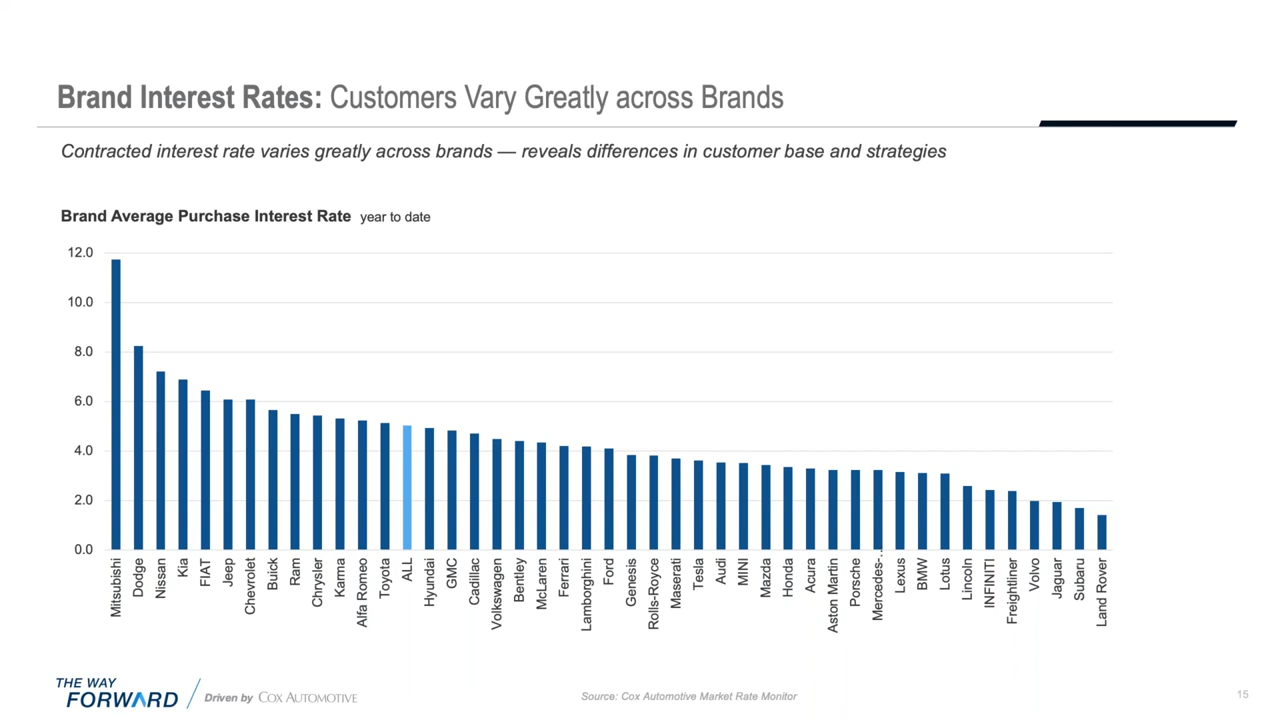 Brand Interest Rates: Customers Vary Greatly across Brands
Contracted interest rate varies greatly across brands — reveals differences in customer base and strategies
Brand Average Purchase Interest Rate year to date
12.0
10.0
8.0
6.0
4.0
2.0
0.0
Mitsubishi
Dodge
Nissan
Kia
FIAT
Jeep
Chevrolet
Buick
Ram
Chrysler
Karma
Alfa Romeo
Toyota
ALL
Hyundai
GMC
Cadillac
Volkswagen
Bentley
McLaren
Ferrari
Lamborghini
Ford
Genesis
Rolls-Royce
Maserati
Tesla
Audi
MINI
Mazda
Honda
Acura
Aston Martin
Porsche
Mercedes-…
Lexus
BMW
Lotus
Lincoln
INFINITI
Freightliner
Volvo
Jaguar
Subaru
Land Rover
THE WAY
FORWARD
Driven by COX AUTOMOTIVE
Source: Cox Automotive Market Rate Monitor
15